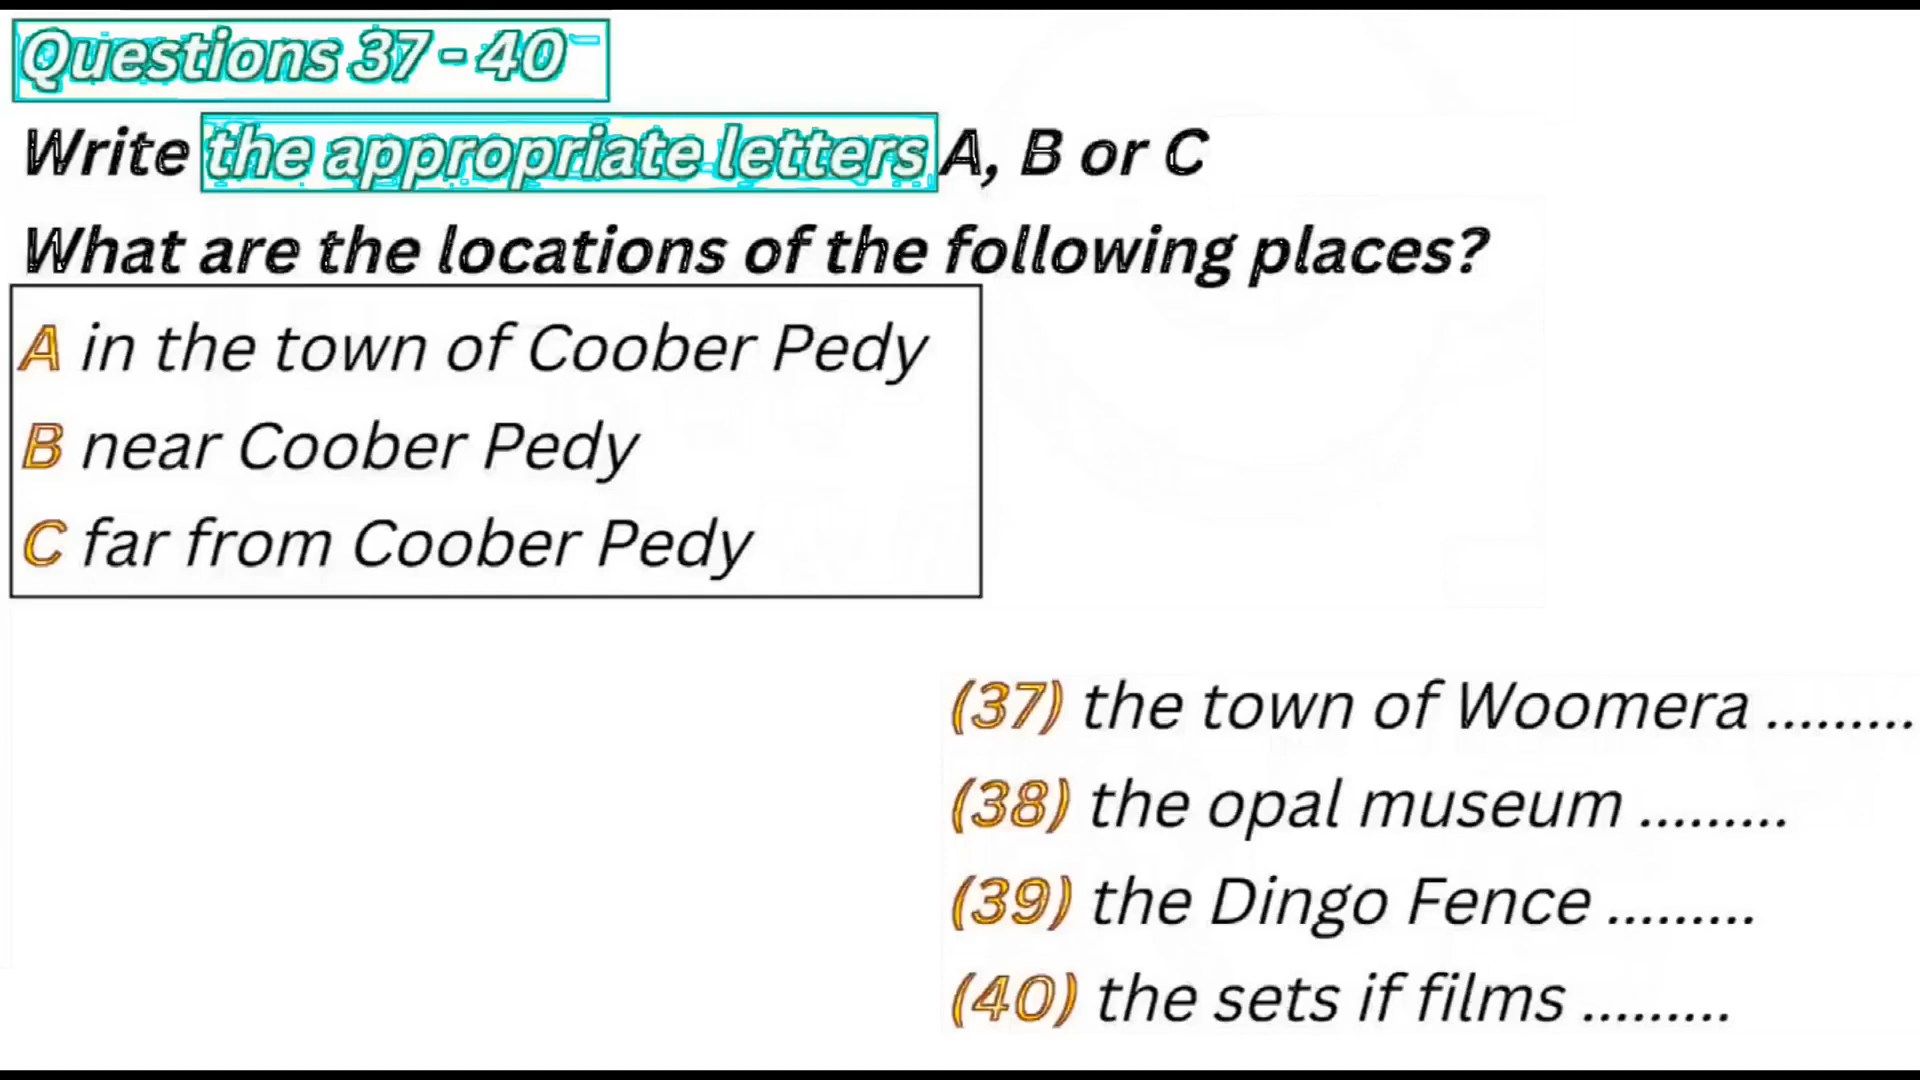 Questions 37 - 40
Write the appropriate letters A, B or C
What are the locations of the following places?
A in the town of Coober Pedy
B near Coober Pedy
C far from Coober Pedy
(37) the town of Woomera .........
(38) the opal museum .........
(39) the Dingo Fence .........
(40) the sets if films .........